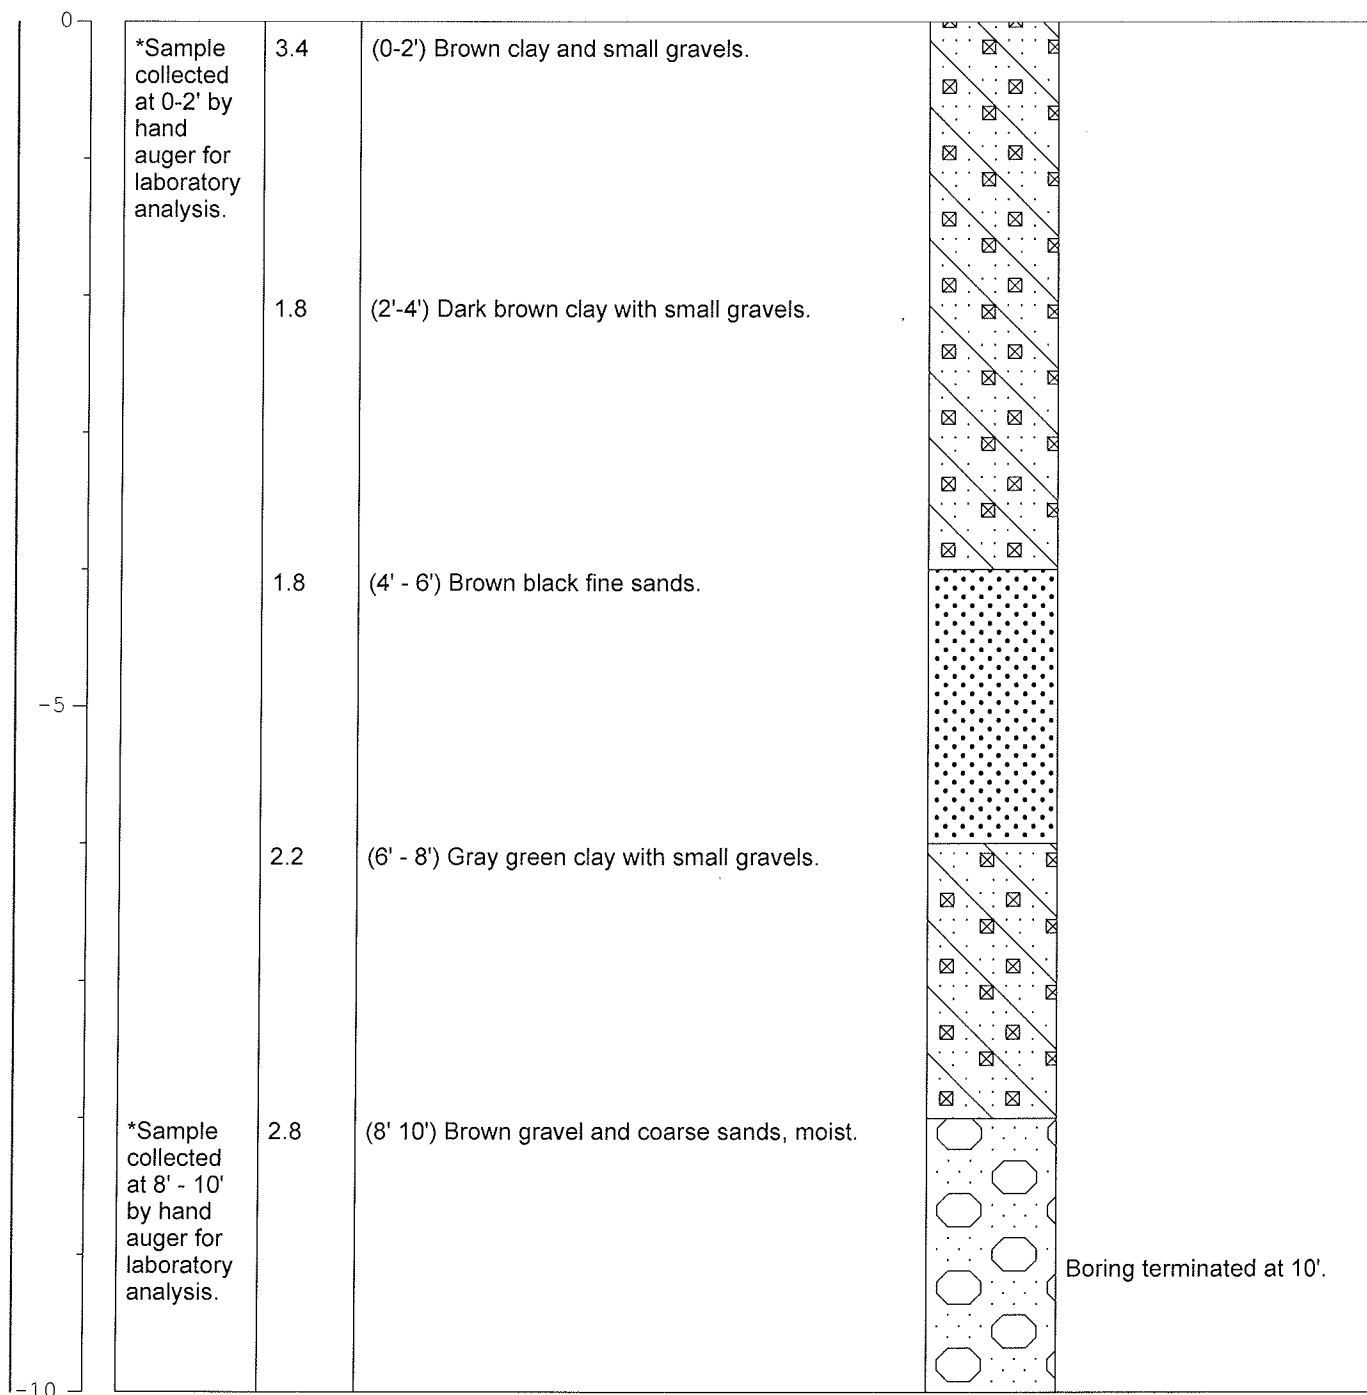 0
*Sample
collected
at 0-2' by
hand
auger for
laboratory
analysis.
3.4
(0-2') Brown clay and small gravels.
1.8
(2'-4') Dark brown clay with small gravels.
1.8
(4' - 6') Brown black fine sands.
-5
2.2
(6' - 8') Gray green clay with small gravels.
*Sample
collected
at 8' - 10'
by hand
auger for
laboratory
analysis.
2.8
(8' 10') Brown gravel and coarse sands, moist.
Boring terminated at 10'.
-10